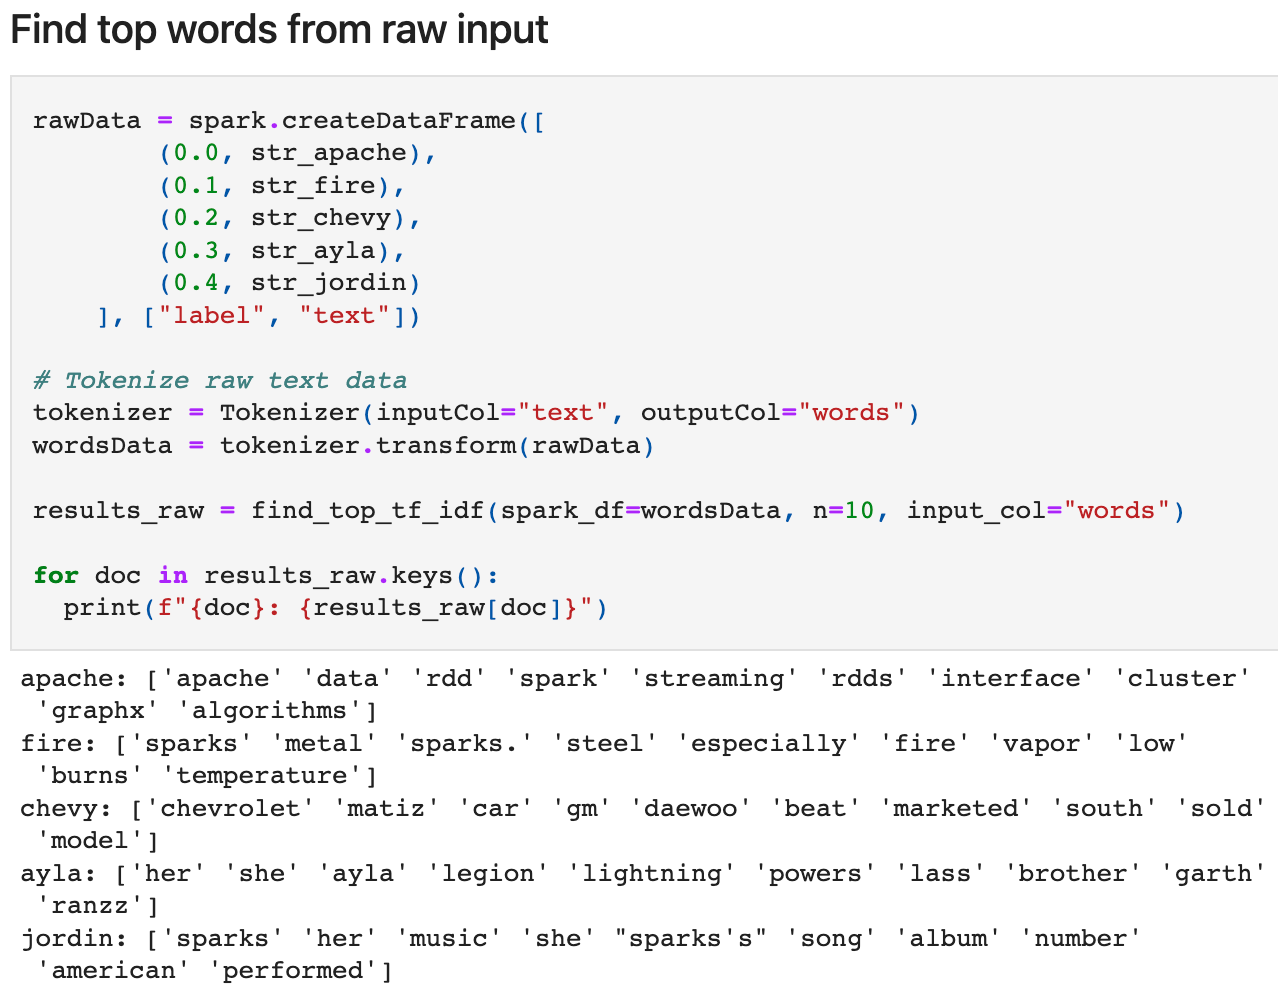 Find top words from raw input
rawData = spark.createDataFrame([
        (0.0, str_apache),
        (0.1, str_fire),
        (0.2, str_chevy),
        (0.3, str_ayla),
        (0.4, str_jordin)
    ], ["label", "text"])
# Tokenize raw text data
tokenizer = Tokenizer(inputCol="text", outputCol="words")
wordsData = tokenizer.transform(rawData)
results_raw = find_top_tf_idf(spark_df=wordsData, n=10, input_col="words")
for doc in results_raw.keys():
  print(f"{doc}: {results_raw[doc]}")
apache: ['apache' 'data' 'rdd' 'spark' 'streaming' 'rdds' 'interface' 'cluster'
 'graphx' 'algorithms']
fire: ['sparks' 'metal' 'sparks.' 'steel' 'especially' 'fire' 'vapor' 'low'
 'burns' 'temperature']
chevy: ['chevrolet' 'matiz' 'car' 'gm' 'daewoo' 'beat' 'marketed' 'south' 'sold'
 'model']
ayla: ['her' 'she' 'ayla' 'legion' 'lightning' 'powers' 'lass' 'brother' 'garth'
 'ranzz']
jordin: ['sparks' 'her' 'music' 'she' "sparks's" 'song' 'album' 'number'
 'american' 'performed']